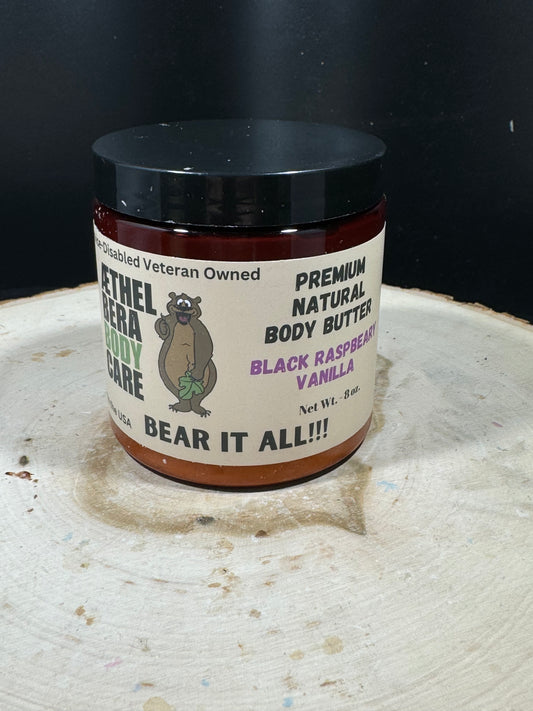 -Disabled Veteran Owned
ÆTHEL
BERA
BODY
CARE
USA
BEAR IT ALL!!!
PREMIUM
NATURAL
BODY BUTTER
BLACK RASPBEARY
VANILLA
Net Wt. - 8 oz.